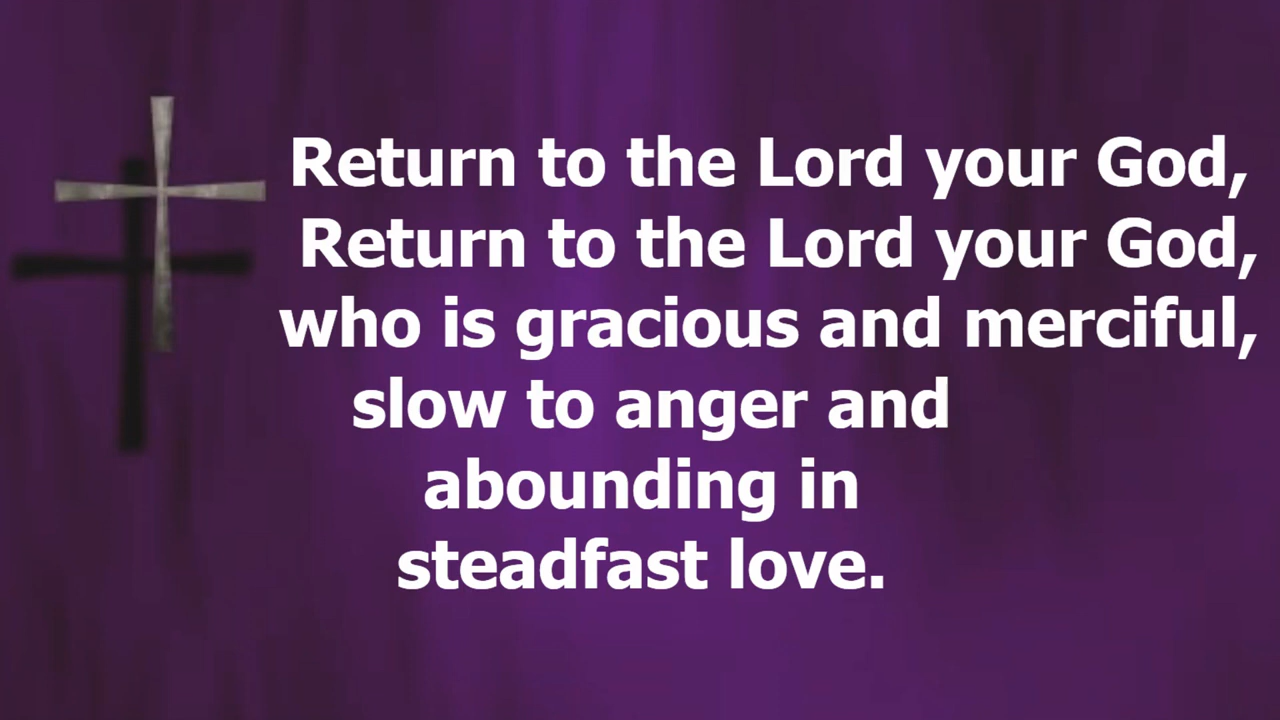 Return to the Lord your God,
Return to the Lord your God,
who is gracious and merciful,
slow to anger and
abounding in
steadfast love.